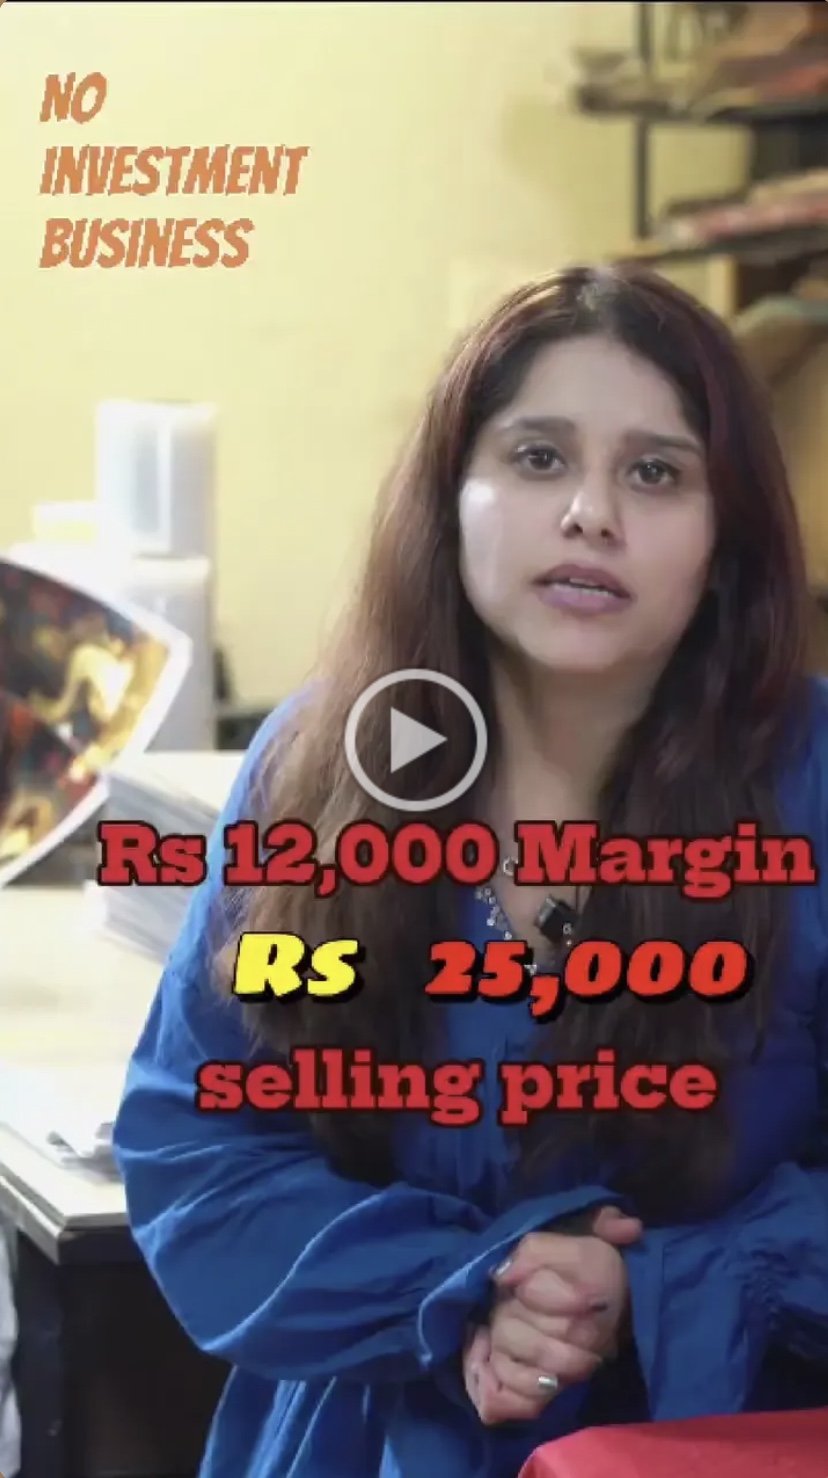 NO
INVESTMENT
BUSINESS
Rs 12,000 Margin
Rs 25,000
selling price